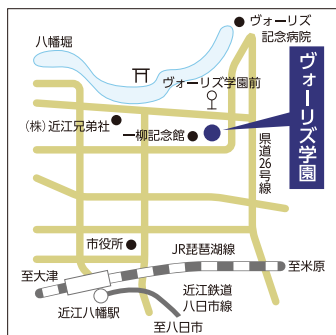 ヴォーリズ
記念病院
八幡堀
ヴォーリズ学園前
ヴォーリズ学園
(株)近江兄弟社
一柳記念館
県道26号線
市役所
JR琵琶湖線
至大津
至米原
近江鉄道
八日市線
近江八幡駅
至八日市